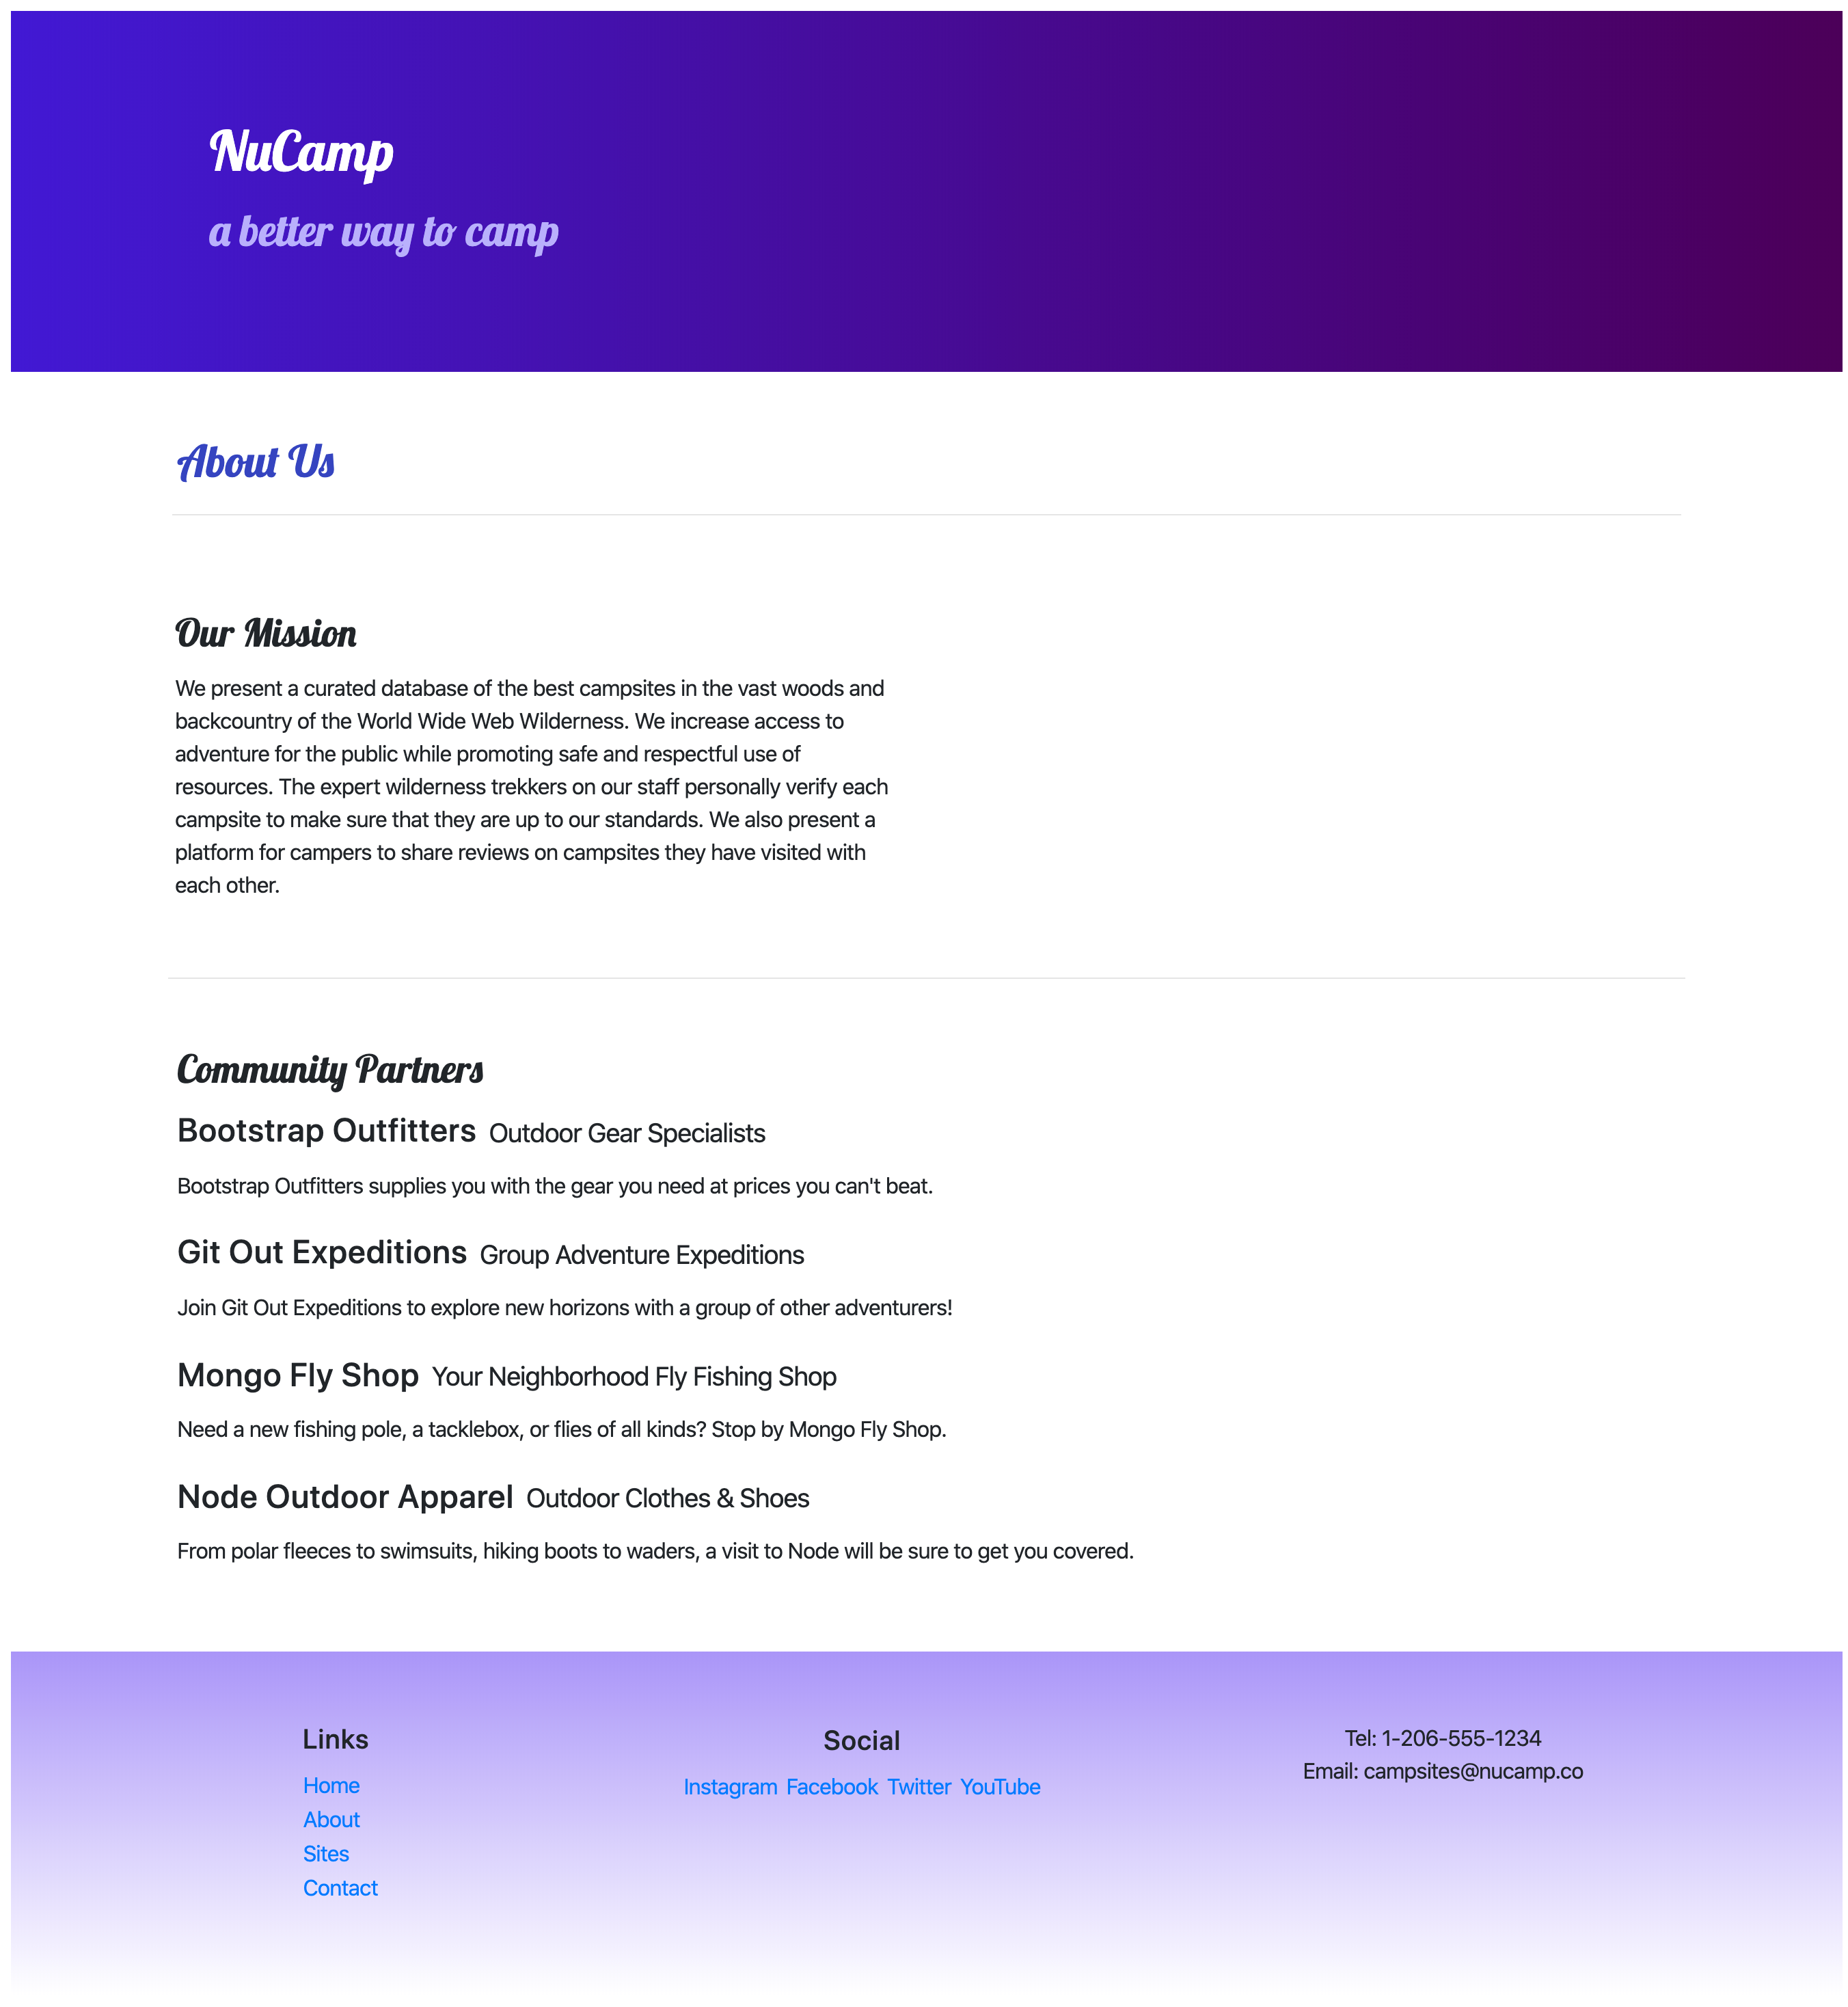 NuCamp
a better way to camp
About Us
Our Mission
We present a curated database of the best campsites in the vast woods and
backcountry of the World Wide Web Wilderness. We increase access to
adventure for the public while promoting safe and respectful use of
resources. The expert wilderness trekkers on our staff personally verify each
campsite to make sure that they are up to our standards. We also present a
platform for campers to share reviews on campsites they have visited with
each other.
Community Partners
Bootstrap Outfitters Outdoor Gear Specialists
Bootstrap Outfitters supplies you with the gear you need at prices you can't beat.
Git Out Expeditions Group Adventure Expeditions
Join Git Out Expeditions to explore new horizons with a group of other adventurers!
Mongo Fly Shop Your Neighborhood Fly Fishing Shop
Need a new fishing pole, a tacklebox, or flies of all kinds? Stop by Mongo Fly Shop.
Node Outdoor Apparel Outdoor Clothes & Shoes
From polar fleeces to swimsuits, hiking boots to waders, a visit to Node will be sure to get you covered.
Links
Home
About
Sites
Contact
Social
Instagram Facebook Twitter YouTube
Tel: 1-206-555-1234
Email: campsites@nucamp.co